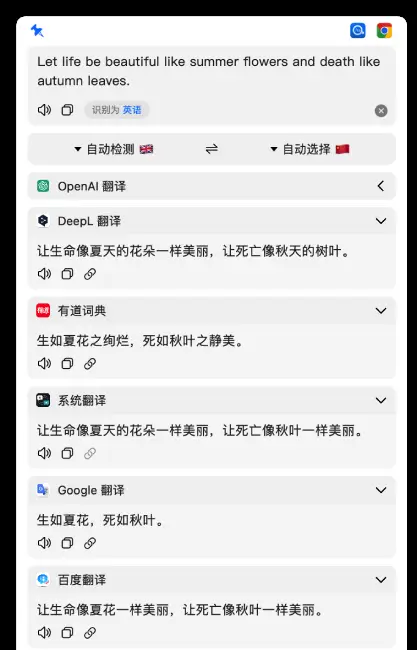 Let life be beautiful like summer flowers and death like
autumn leaves.
识别为 英语
自动检测 自动选择
OpenAI 翻译
DeepL 翻译
让生命像夏天的花朵一样美丽，让死亡像秋天的树叶。
有道词典
生如夏花之绚烂，死如秋叶之静美。
系统翻译
让生命像夏天的花朵一样美丽，让死亡像秋叶一样美丽。
Google 翻译
生如夏花，死如秋叶。
百度翻译
让生命像夏花一样美丽，让死亡像秋叶一样美丽。